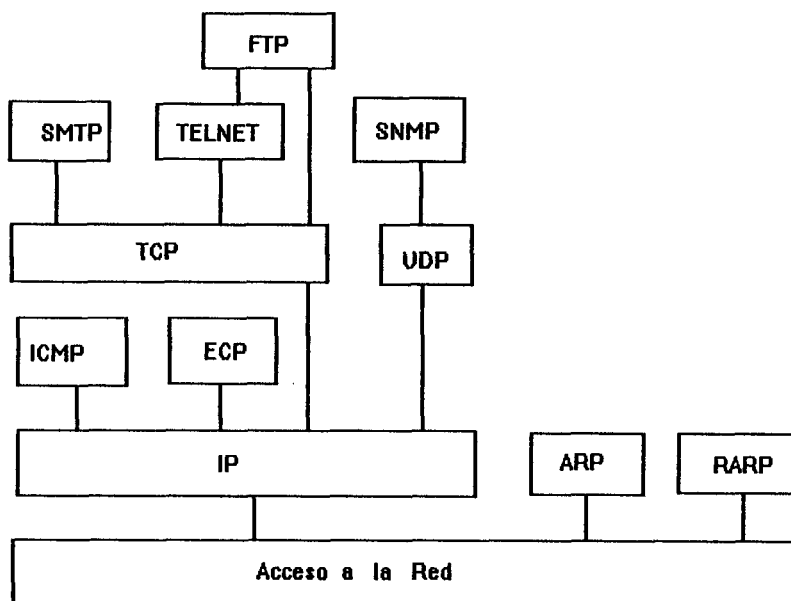 FTP
SMTP
TELNET
SNMP
TCP
UDP
ICMP
ECP
IP
ARP
RARP
Acceso a la Red